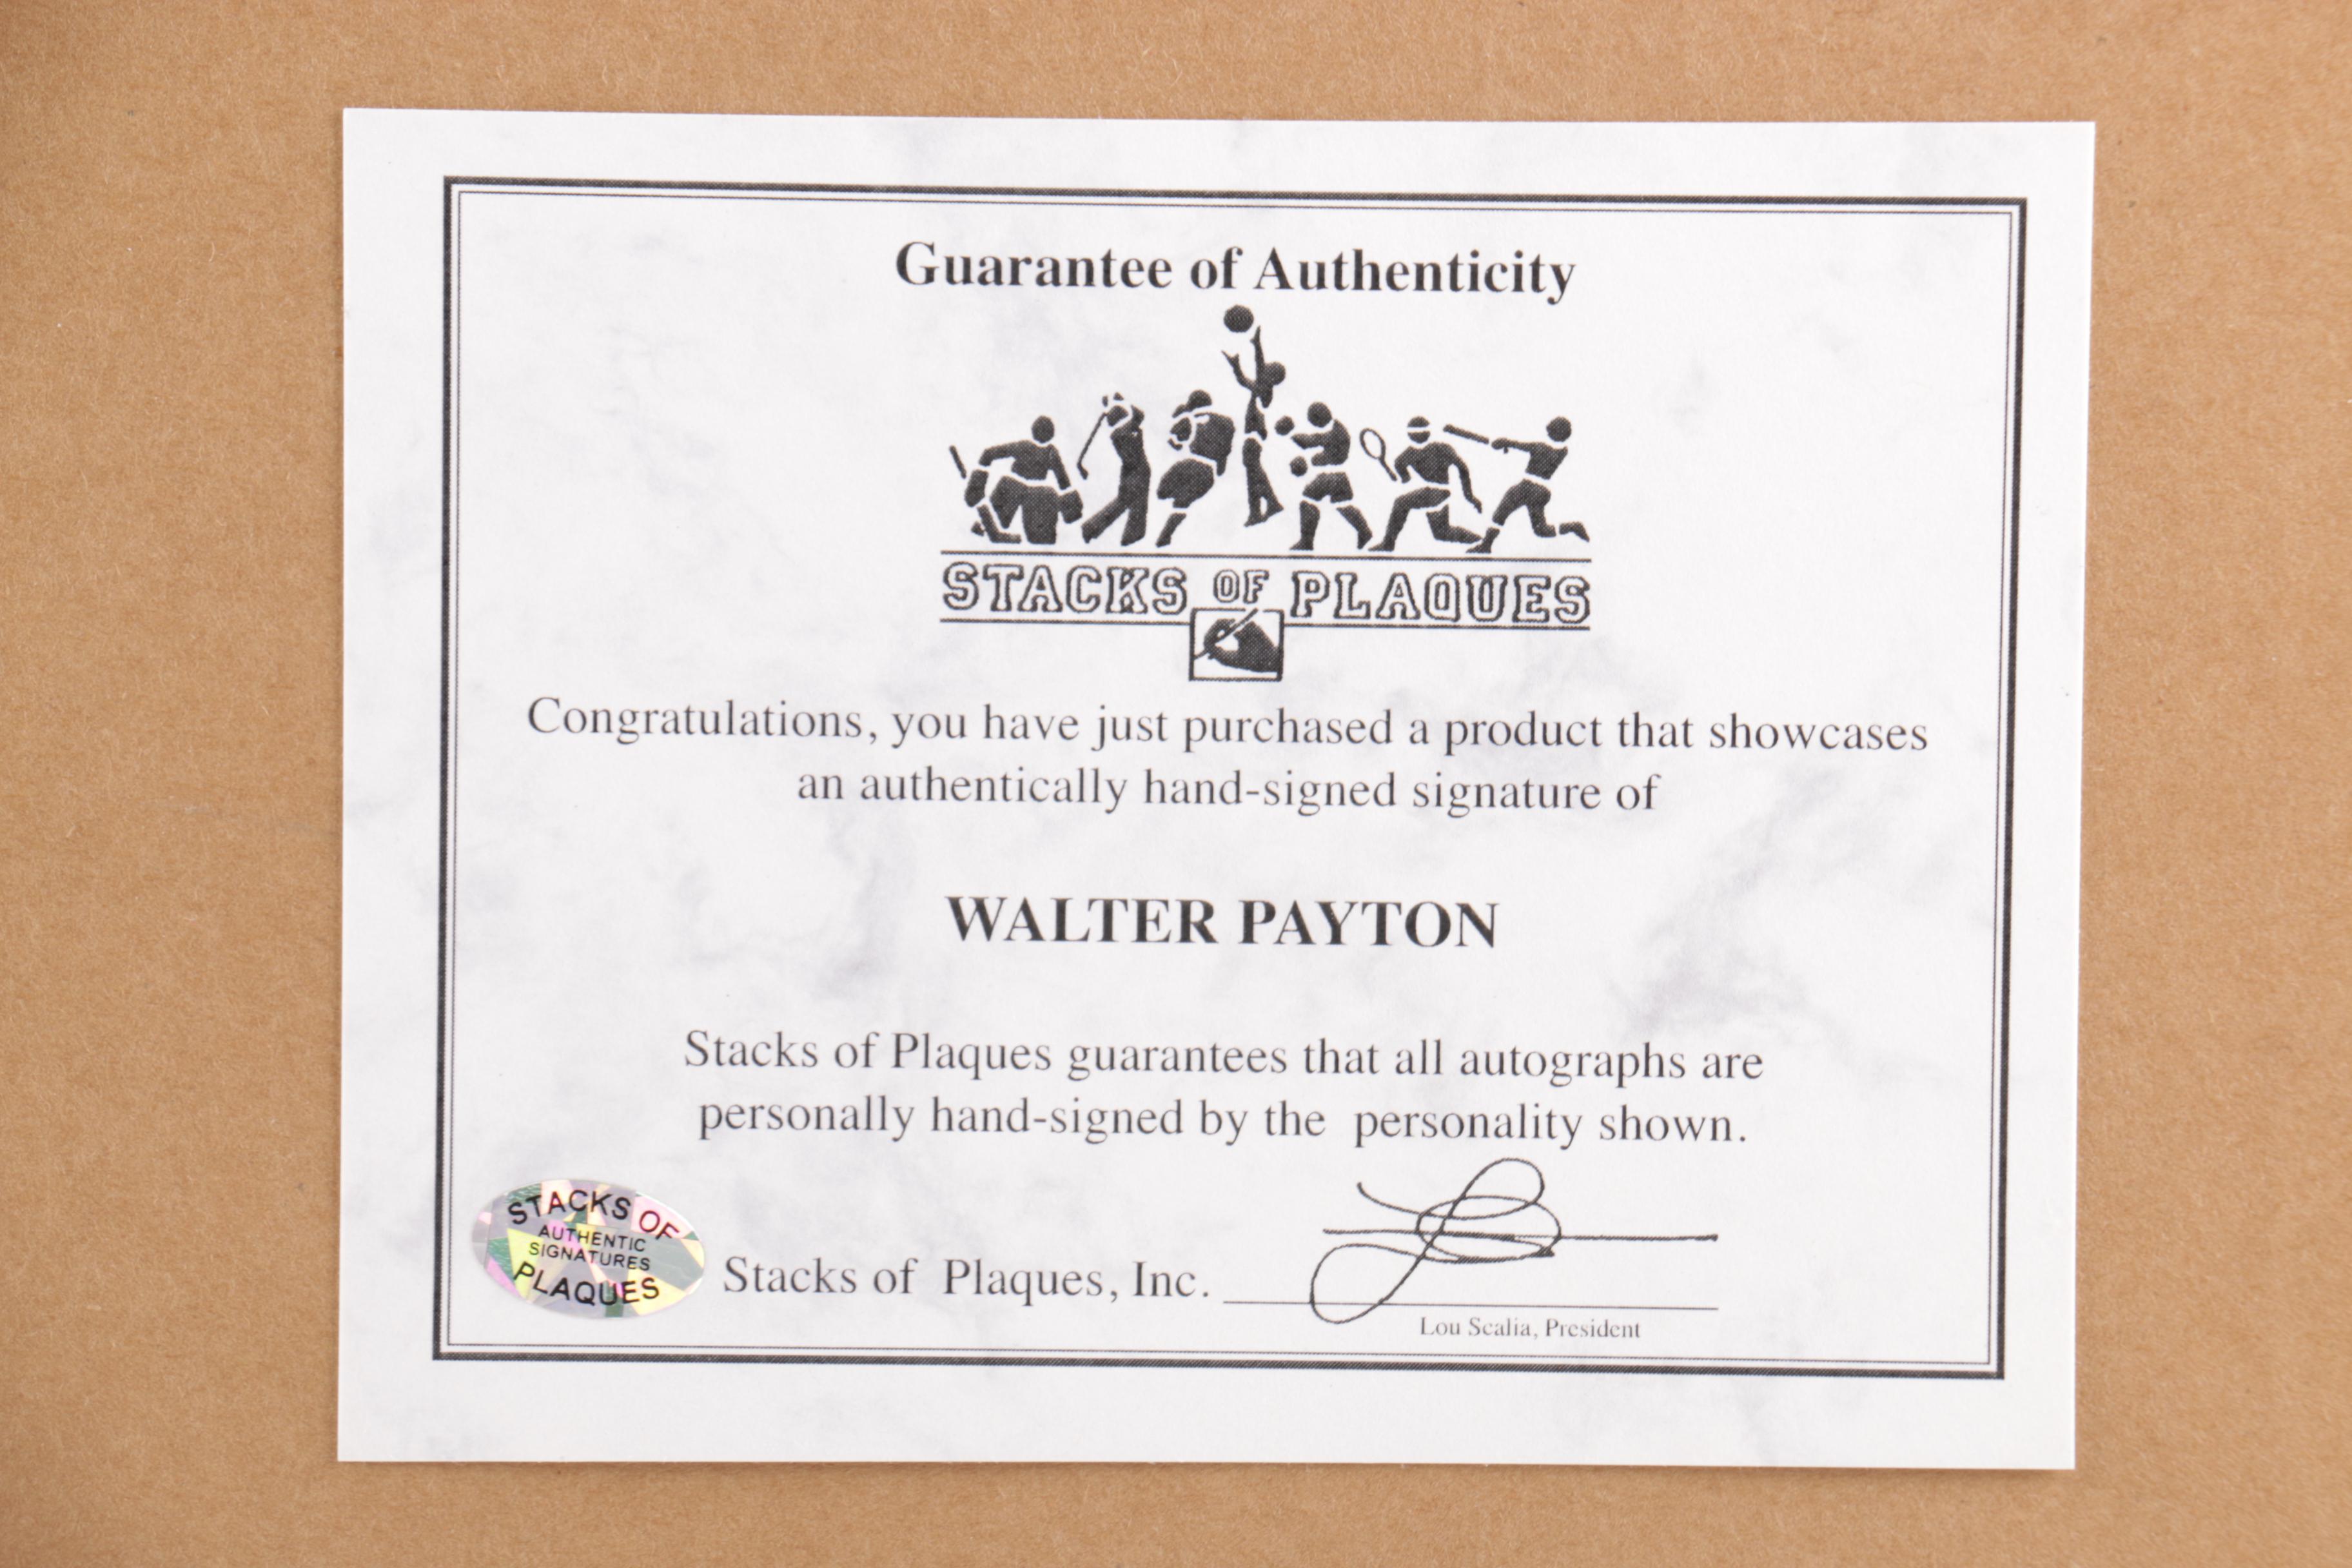 Guarantee of Authenticity
STACKS OF PLAQUES
Congratulations, you have just purchased a product that showcases
an authentically hand-signed signature of
WALTER PAYTON
Stacks of Plaques guarantees that all autographs are
personally hand-signed by the personality shown.
STACKS OF
AUTHENTIC
SIGNATURES
PLAQUES
Stacks of Plaques, Inc.
Lou Scalia, President